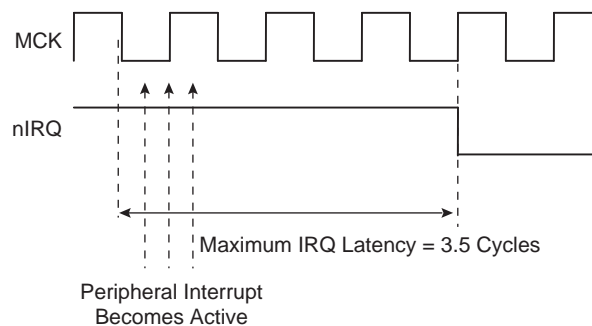 MCK
nIRQ
Maximum IRQ Latency = 3.5 Cycles
Peripheral Interrupt
Becomes Active